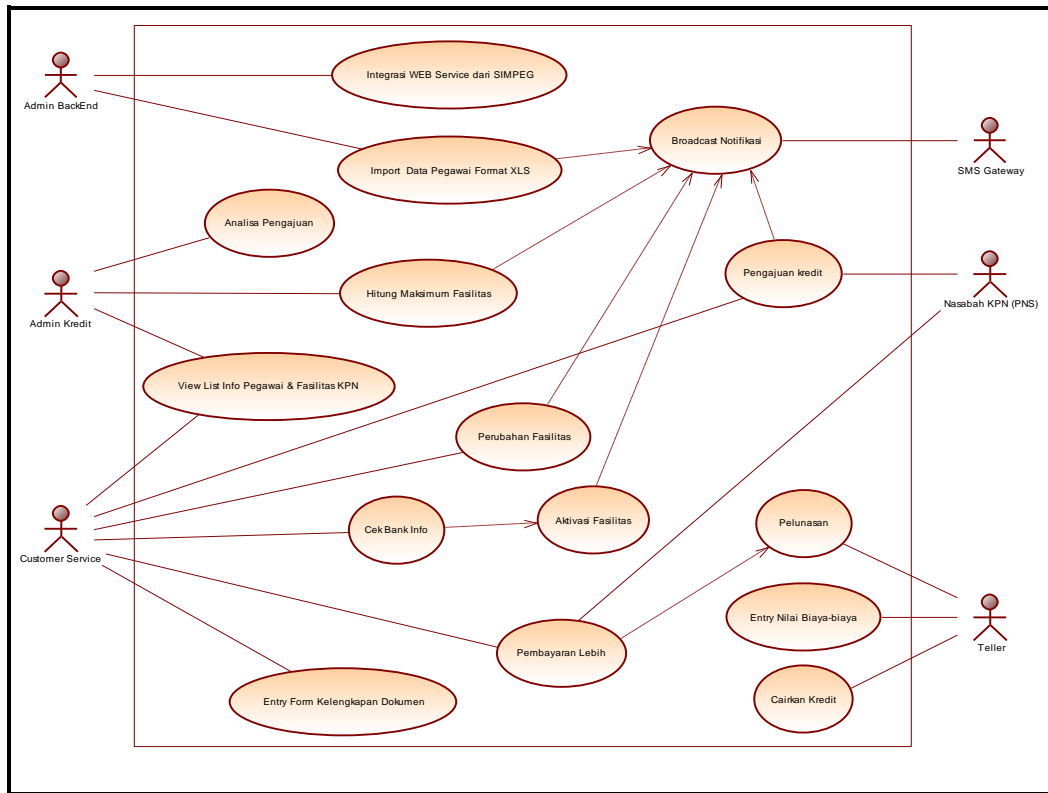 Integrasi WEB Service dari SIMPEG
Admin BackEnd
Broadcast Notifikasi
Import Data Pegawai Format XLS
SMS Gateway
Analisa Pengajuan
Pengajuan kredit
Hitung Maksimum Fasilitas
Nasabah KPN (PNS)
Admin Kredit
View List Info Pegawai & Fasilitas KPN
Perubahan Fasilitas
Aktivasi Fasilitas
Pelunasan
Cek Bank Info
Customer Service
Entry Nilai Biaya-biaya
Teller
Pembayaran Lebih
Cairkan Kredit
Entry Form Kelengkapan Dokumen